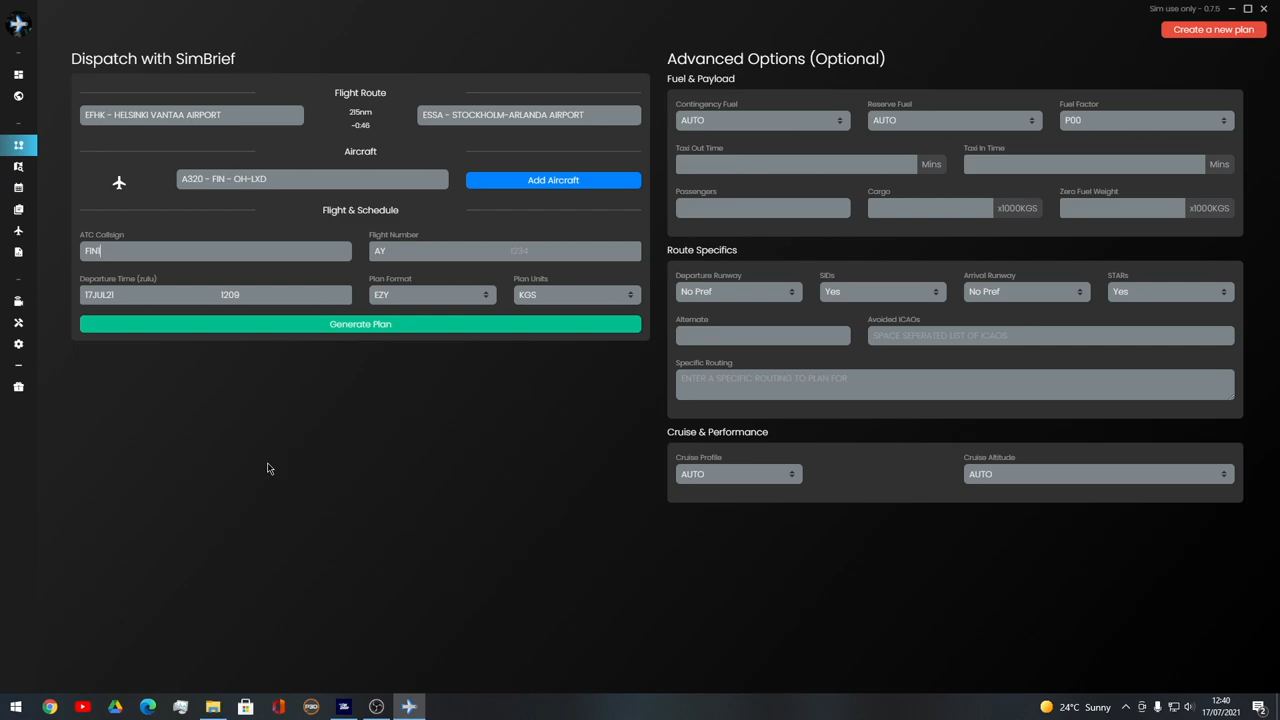 Sim use only - 0.7.5
Create a new plan
Dispatch with SimBrief
Flight Route
EFHK - HELSINKI VANTAA AIRPORT
215nm
~0:46
ESSA - STOCKHOLM-ARLANDA AIRPORT
Aircraft
A320 - FIN - OH-LXD
Add Aircraft
Flight & Schedule
ATC Callsign
Flight Number
FIN1
AY
1234
Departure Time (zulu)
Plan Format
Plan Units
17JUL21
1209
EZY
KGS
Generate Plan
Advanced Options (Optional)
Fuel & Payload
Contingency Fuel
Reserve Fuel
Fuel Factor
AUTO
AUTO
P00
Taxi Out Time
Taxi In Time
Mins
Mins
Passengers
Cargo
Zero Fuel Weight
x1000KGS
x1000KGS
Route Specifics
Departure Runway
SIDs
Arrival Runway
STARs
No Pref
Yes
No Pref
Yes
Alternate
Avoided ICAOs
SPACE SEPERATED LIST OF ICAOS
Specific Routing
ENTER A SPECIFIC ROUTING TO PLAN FOR
Cruise & Performance
Cruise Profile
Cruise Altitude
AUTO
AUTO
P3D
24°C Sunny
12:40
17/07/2021
2